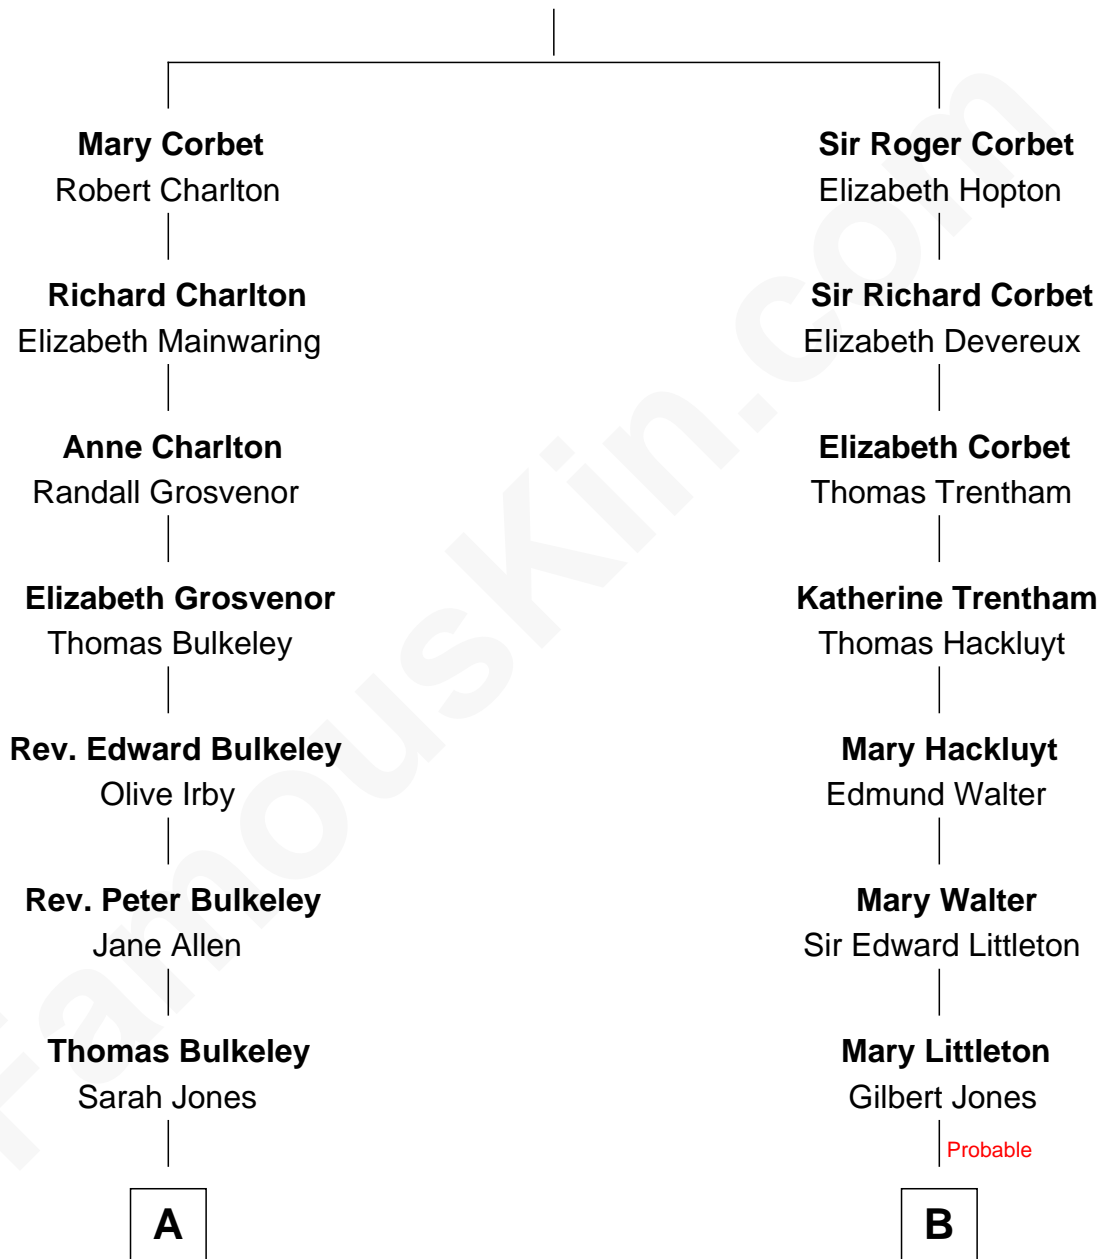 Mary Corbet
Robert Charlton
Richard Charlton
Elizabeth Mainwaring
Anne Charlton
Randall Grosvenor
Elizabeth Grosvenor
Thomas Bulkeley
Rev. Edward Bulkeley
Olive Irby
Rev. Peter Bulkeley
Jane Allen
Thomas Bulkeley
Sarah Jones
A
Sir Roger Corbet
Elizabeth Hopton
Sir Richard Corbet
Elizabeth Devereux
Elizabeth Corbet
Thomas Trentham
Katherine Trentham
Thomas Hackluyt
Mary Hackluyt
Edmund Walter
Mary Walter
Sir Edward Littleton
Mary Littleton
Gilbert Jones
Probable
B
FamousKin.com